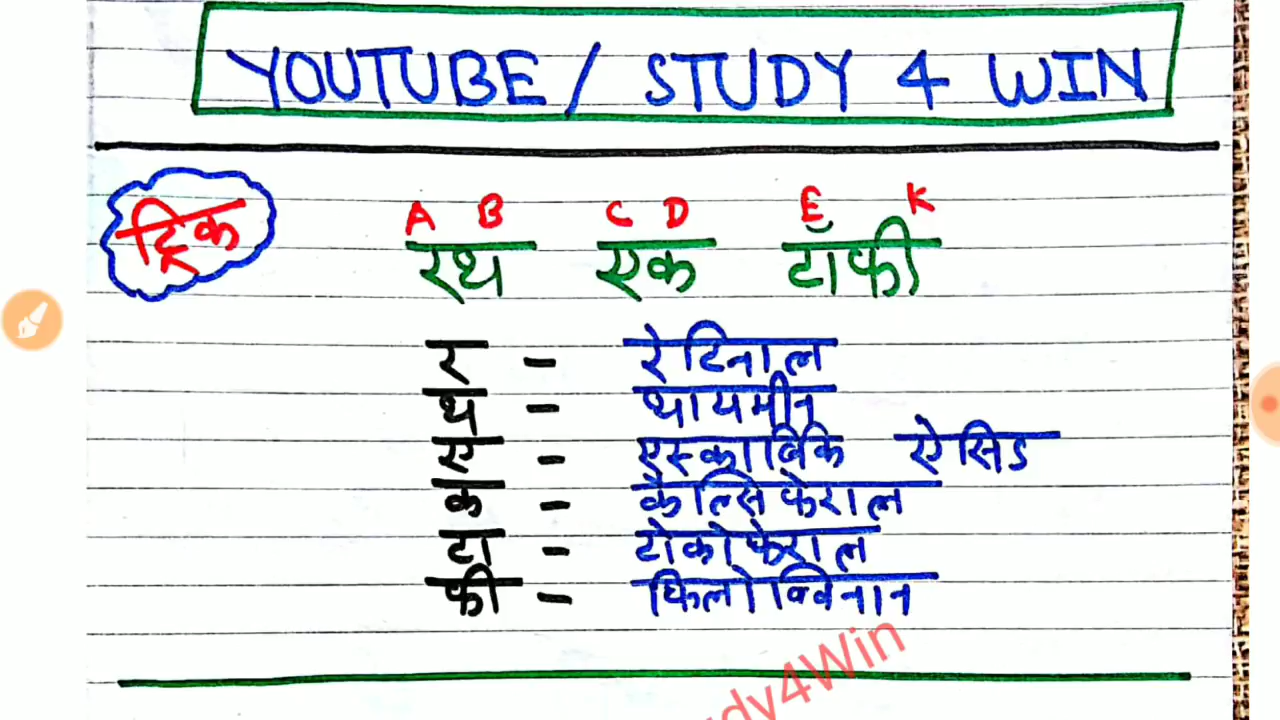 YOUTUBE / STUDY 4 WIN
ट्रिक
A B C D E K
रथ एक टॉफी
र - रेटिनाल
थ - थायमीन
ए - एस्कार्बिक ऐसिड
क - कैल्सिफेराल
टा - टोकोफेराल
फी - फिलोक्विनान